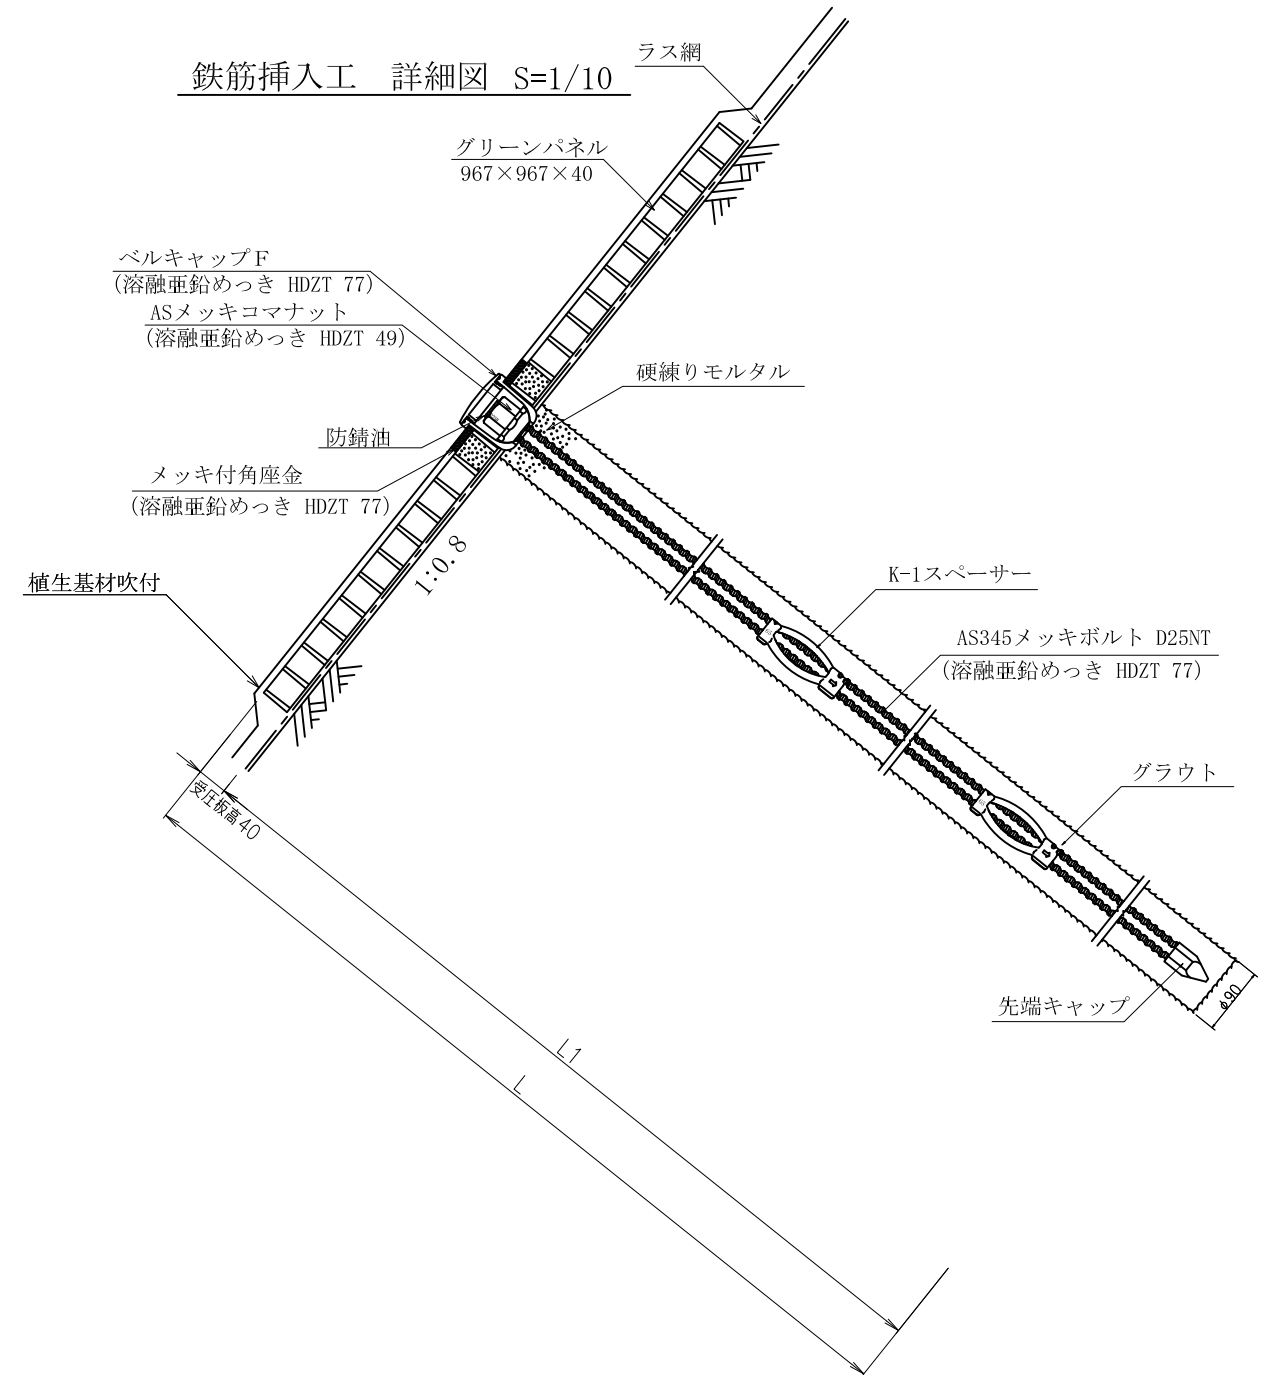 鉄筋挿入工　詳細図 S=1/10
ラス網
グリーンパネル
967×967×40
ベルキャップＦ
(溶融亜鉛めっき HDZT 77)
ASメッキコマナット
(溶融亜鉛めっき HDZT 49)
硬練りモルタル
防錆油
メッキ付角座金
(溶融亜鉛めっき HDZT 77)
1:0.8
植生基材吹付
K-1スペーサー
AS345メッキボルト D25NT
(溶融亜鉛めっき HDZT 77)
グラウト
受圧板高40
先端キャップ
φ90
L1
L